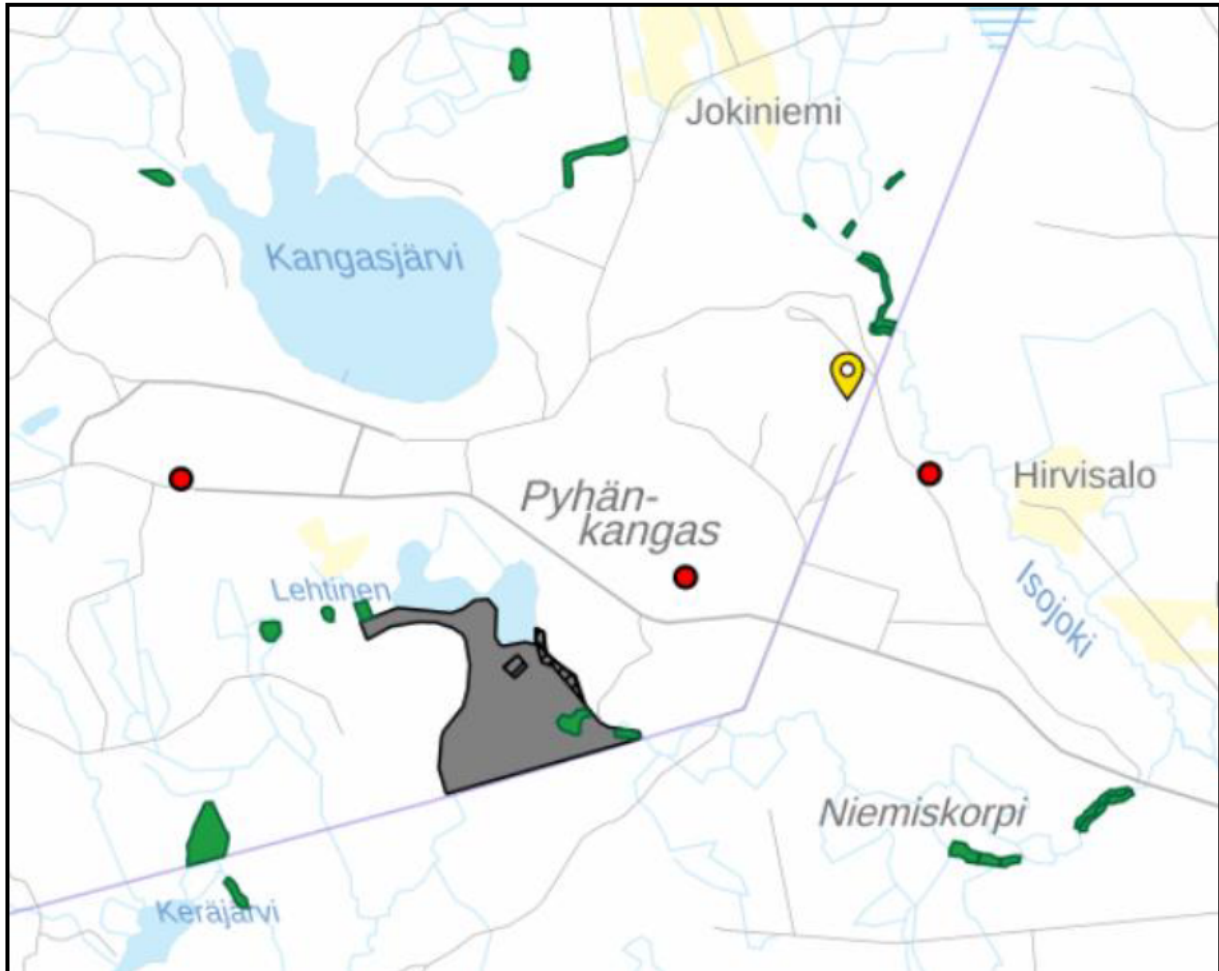 Jokiniemi
Kangasjärvi
Pyhän-
kangas
Hirvisalo
Isojoki
Lehtinen
Niemiskorpi
Keräjärvi